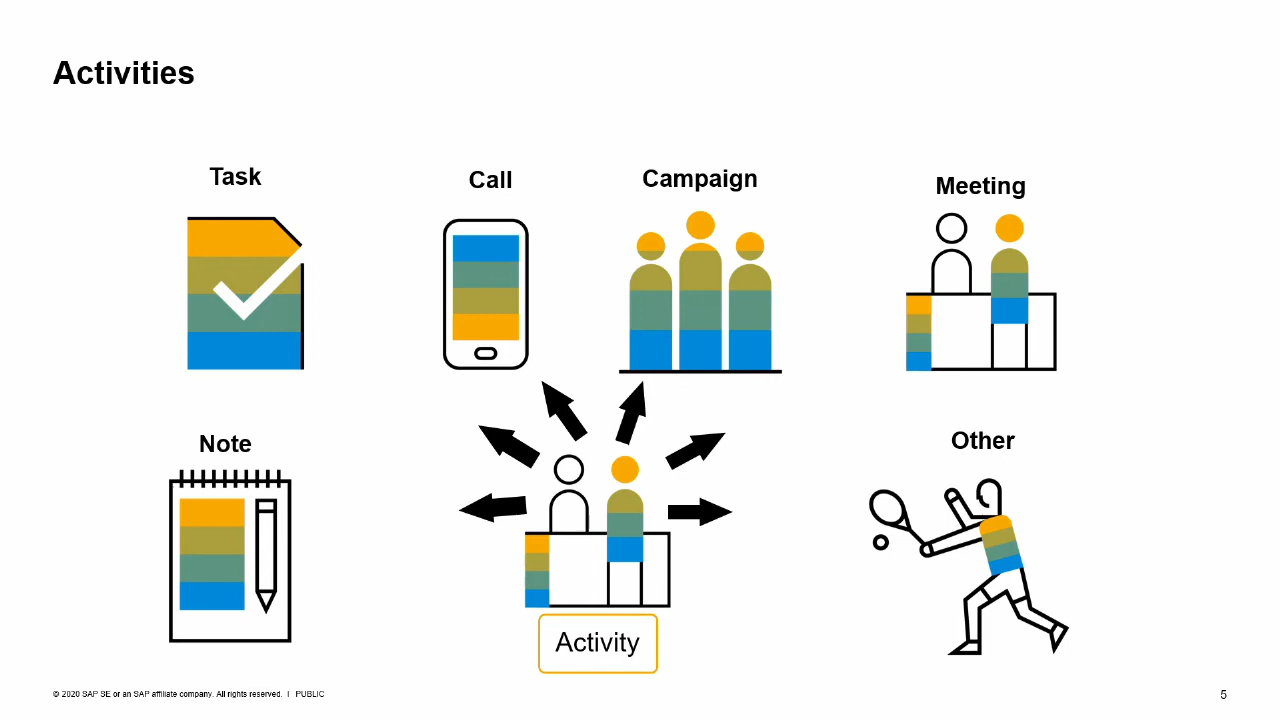 Activities
Task
Call
Campaign
Meeting
Note
Other
Activity
© 2020 SAP SE or an SAP affiliate company. All rights reserved. I PUBLIC
5